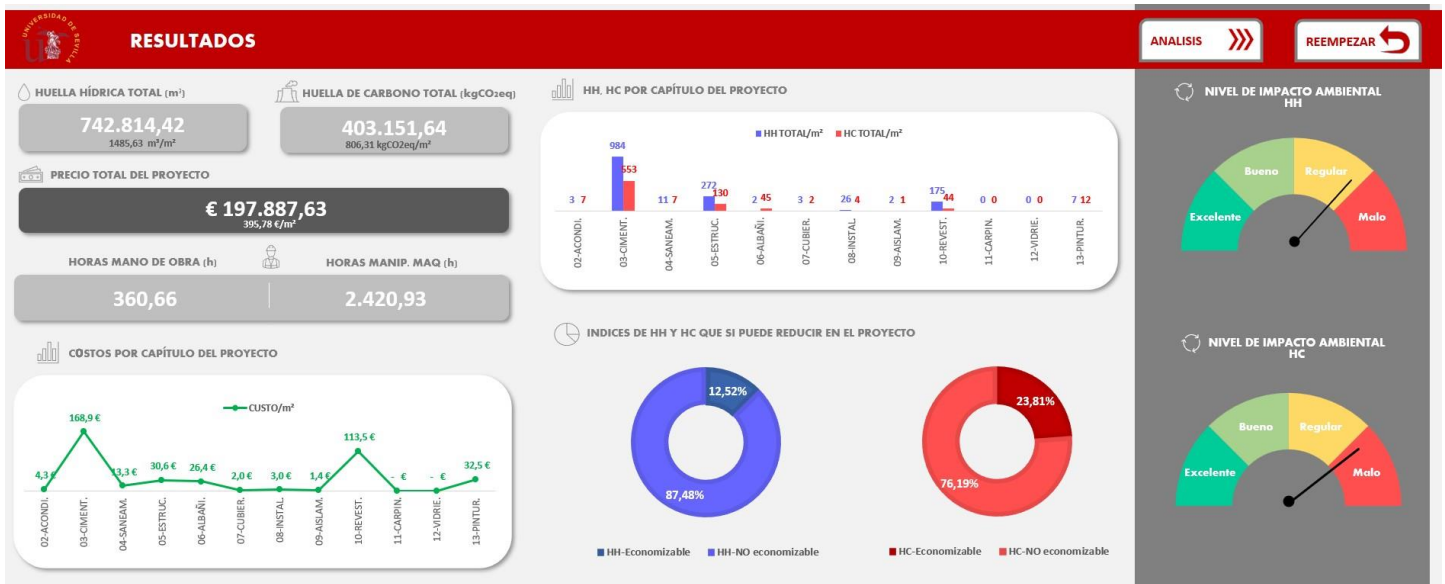 UNIVERSIDAD DE SEVILLA
RESULTADOS
ANALISIS
REEMPEZAR
HUELLA HÍDRICA TOTAL (m³)
742.814,42
1485,63 m³/m²
HUELLA DE CARBONO TOTAL (kgCO2eq)
403.151,64
806,31 kgCO2eq/m²
PRECIO TOTAL DEL PROYECTO
€ 197.887,63
395,78 €/m²
HORAS MANO DE OBRA (h)
HORAS MANIP. MAQ (h)
360,66
2.420,93
COSTOS POR CAPÍTULO DEL PROYECTO
CUSTO/m²
4,3 €
168,9 €
13,3 €
30,6 €
26,4 €
2,0 €
3,0 €
1,4 €
113,5 €
- €
- €
32,5 €
02-ACONDI.
03-CIMENT.
04-SANEAM.
05-ESTRUC.
06-ALBAÑI.
07-CUBIER.
08-INSTAL.
09-AISLAM.
10-REVEST.
11-CARPIN.
12-VIDRIE.
13-PINTUR.
HH, HC POR CAPÍTULO DEL PROYECTO
HH TOTAL/m² HC TOTAL/m²
3 7
984 553
11 7
272 130
2 45
3 2
26 4
2 1
175 44
0 0
0 0
7 12
02-ACONDI.
03-CIMENT.
04-SANEAM.
05-ESTRUC.
06-ALBAÑI.
07-CUBIER.
08-INSTAL.
09-AISLAM.
10-REVEST.
11-CARPIN.
12-VIDRIE.
13-PINTUR.
INDICES DE HH Y HC QUE SI PUEDE REDUCIR EN EL PROYECTO
12,52%
87,48%
HH-Economizable HH-NO economizable
23,81%
76,19%
HC-Economizable HC-NO economizable
NIVEL DE IMPACTO AMBIENTAL
HH
Excelente
Bueno
Regular
Malo
NIVEL DE IMPACTO AMBIENTAL
HC
Excelente
Bueno
Regular
Malo